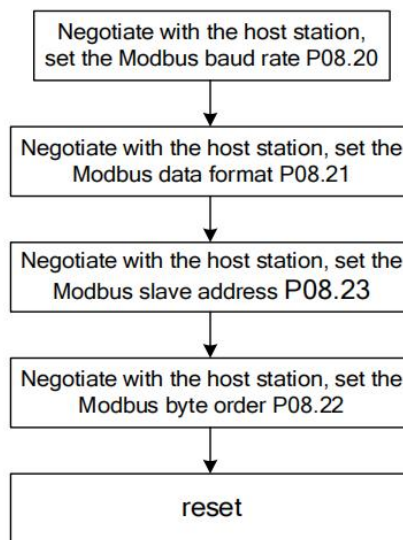 Negotiate with the host station,
set the Modbus baud rate P08.20
Negotiate with the host station, set the
Modbus data format P08.21
Negotiate with the host station, set the
Modbus slave address P08.23
Negotiate with the host station, set the
Modbus byte order P08.22
reset